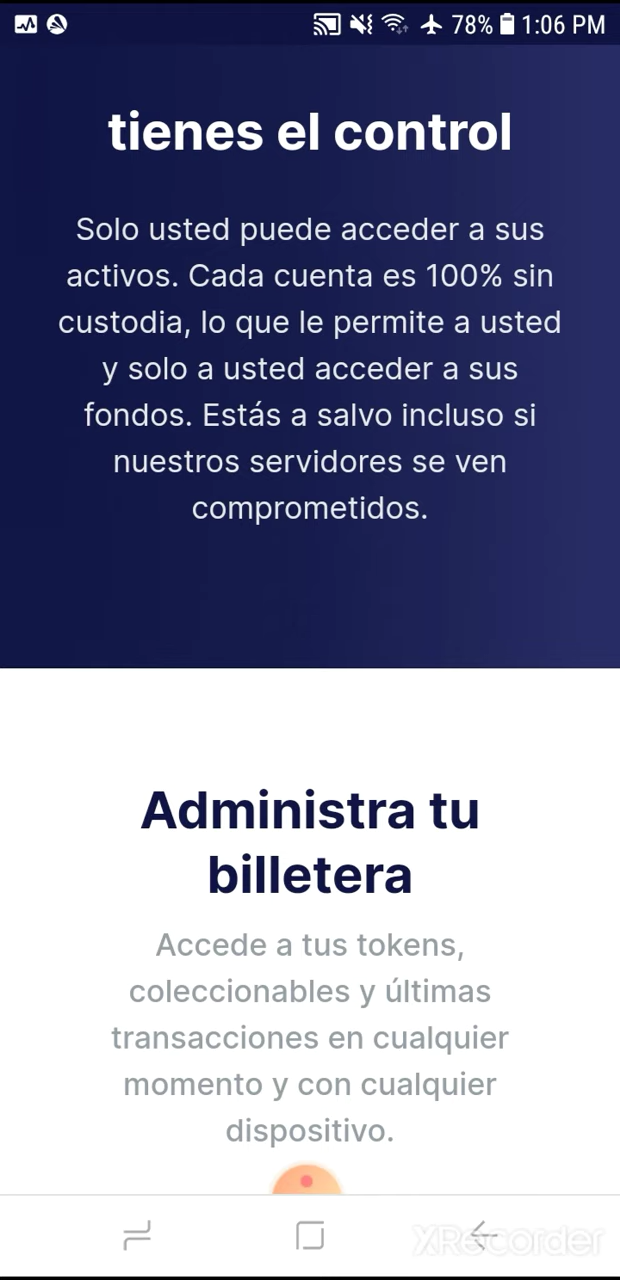 78% 1:06 PM
tienes el control
Solo usted puede acceder a sus
activos. Cada cuenta es 100% sin
custodia, lo que le permite a usted
y solo a usted acceder a sus
fondos. Estás a salvo incluso si
nuestros servidores se ven
comprometidos.
Administra tu
billetera
Accede a tus tokens,
coleccionables y últimas
transacciones en cualquier
momento y con cualquier
dispositivo.
XRecorder